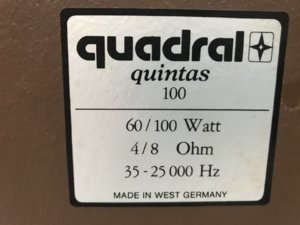 quadral
quintas
100
60/100 Watt
4/8 Ohm
35-25 000 Hz
MADE IN WEST GERMANY